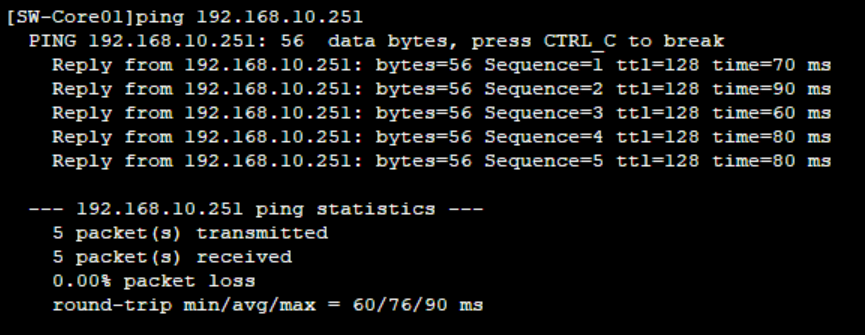 [SW-Core01]ping 192.168.10.251
PING 192.168.10.251: 56 data bytes, press CTRL_C to break
Reply from 192.168.10.251: bytes=56 Sequence=1 ttl=128 time=70 ms
Reply from 192.168.10.251: bytes=56 Sequence=2 ttl=128 time=90 ms
Reply from 192.168.10.251: bytes=56 Sequence=3 ttl=128 time=60 ms
Reply from 192.168.10.251: bytes=56 Sequence=4 ttl=128 time=80 ms
Reply from 192.168.10.251: bytes=56 Sequence=5 ttl=128 time=80 ms
--- 192.168.10.251 ping statistics ---
5 packet(s) transmitted
5 packet(s) received
0.00% packet loss
round-trip min/avg/max = 60/76/90 ms